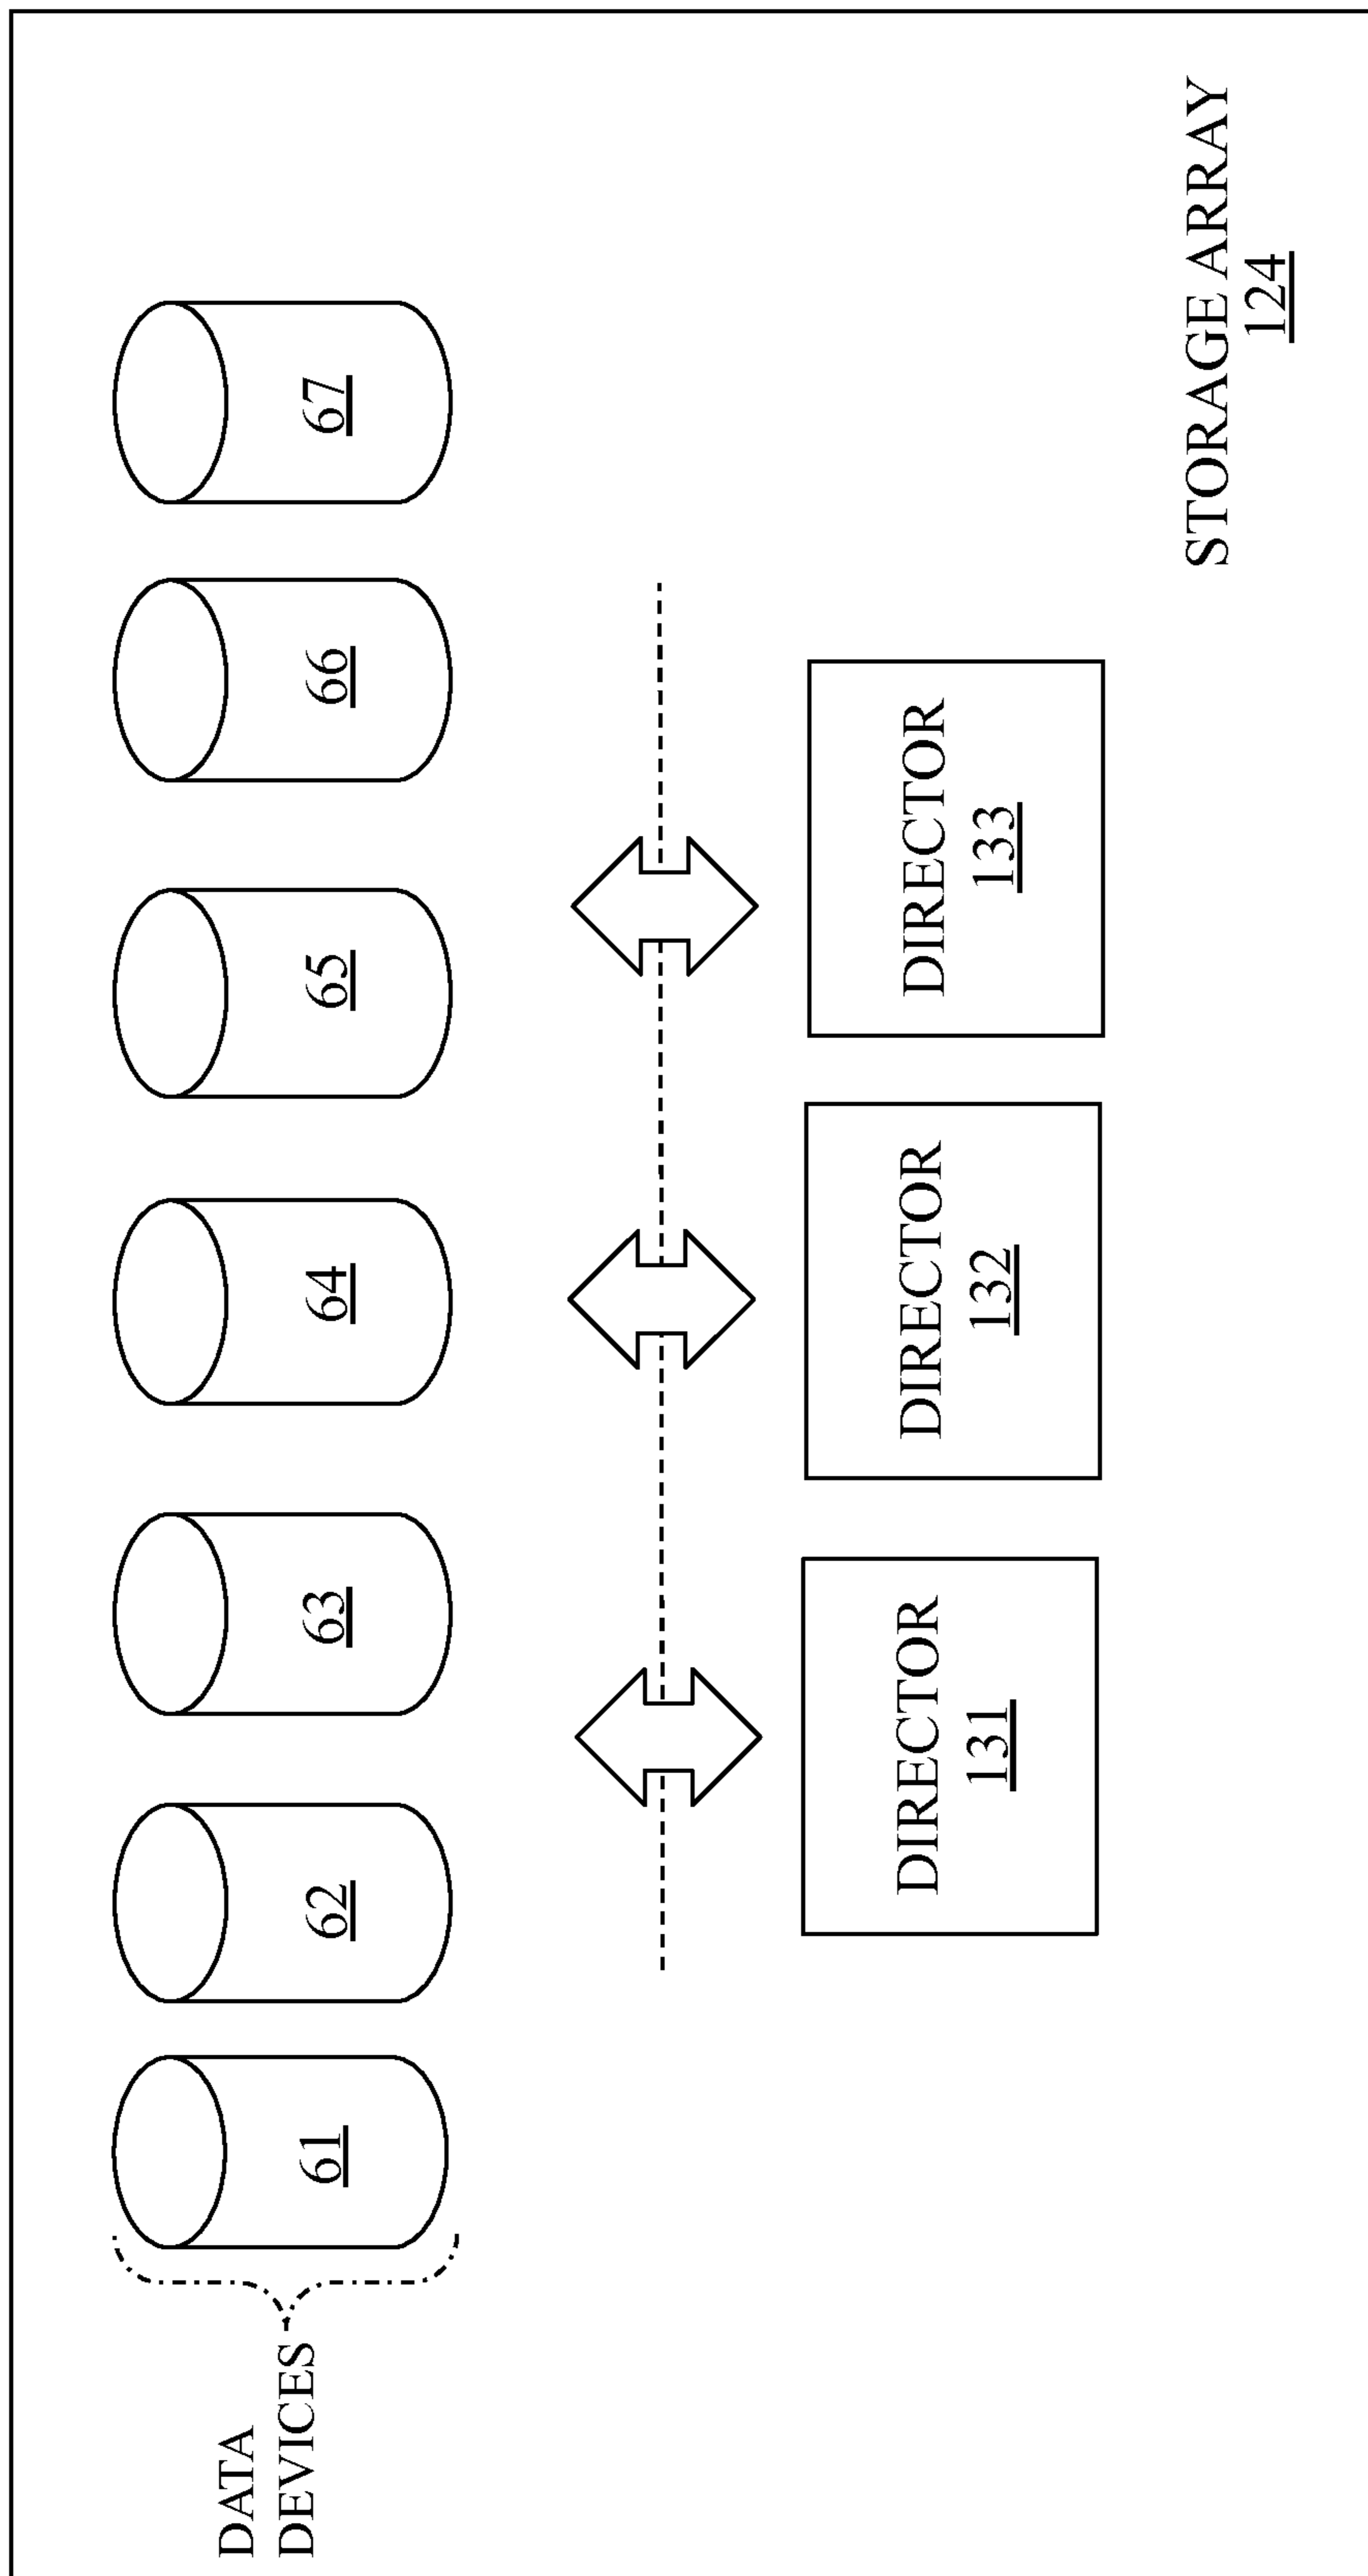 DATA
DEVICES
61
62
63
64
65
66
67
DIRECTOR
131
DIRECTOR
132
DIRECTOR
133
STORAGE ARRAY
124